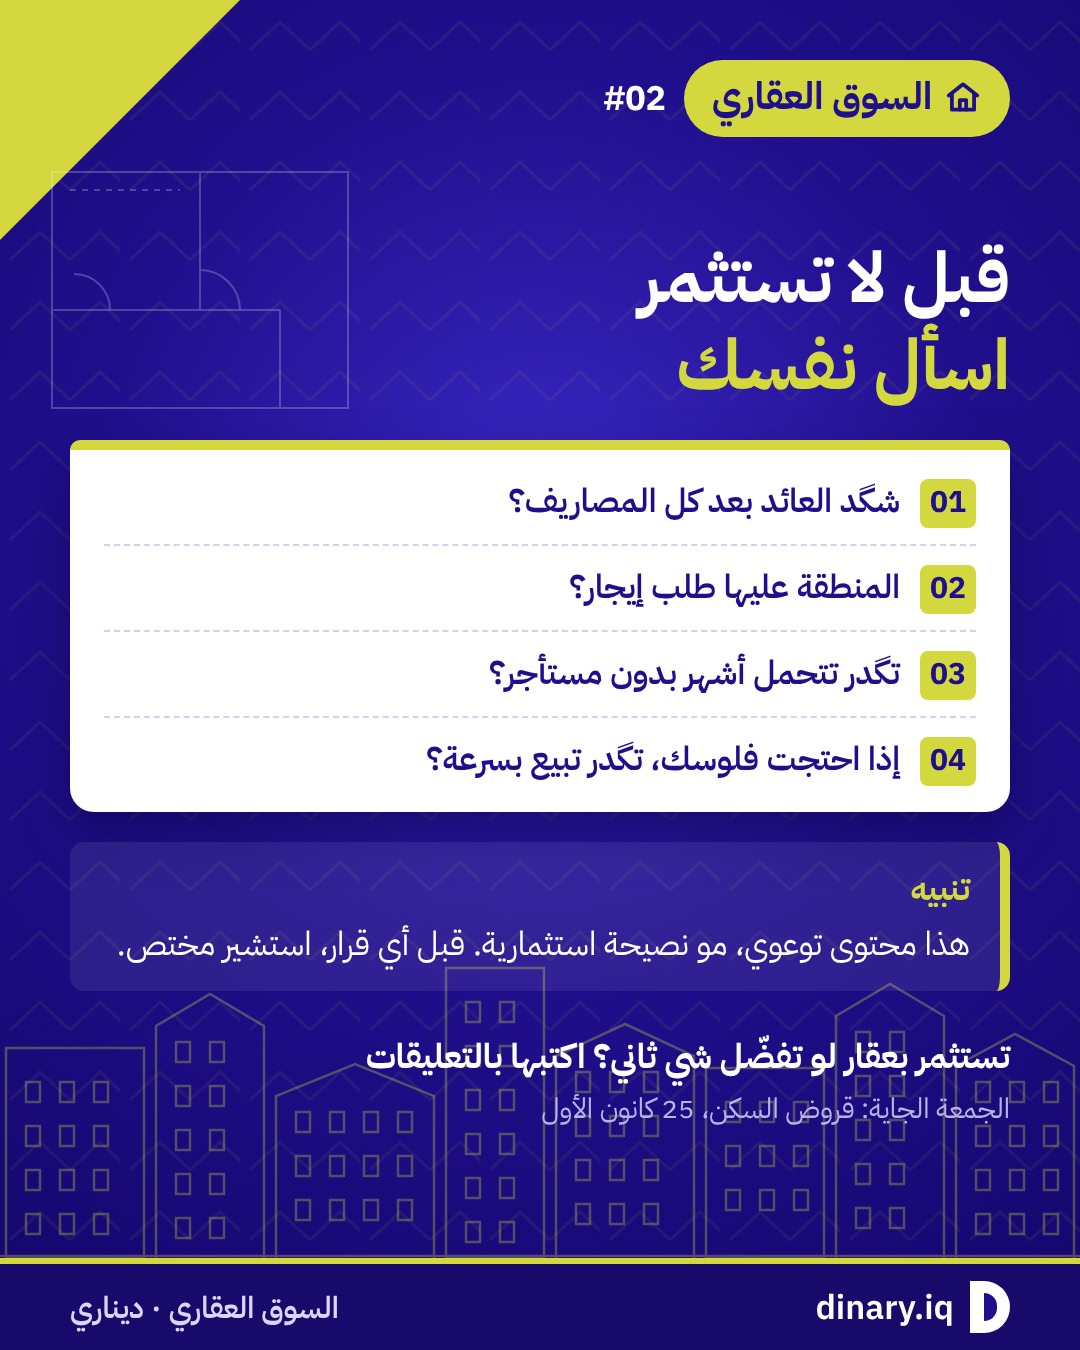 السوق العقاري #02
قبل لا تستثمر
اسأل نفسك
01 شگد العائد بعد كل المصاريف؟
02 المنطقة عليها طلب إيجار؟
03 تگدر تتحمل أشهر بدون مستأجر؟
04 إذا احتجت فلوسك، تگدر تبيع بسرعة؟
تنبيه
هذا محتوى توعوي، مو نصيحة استثمارية. قبل أي قرار، استشير مختص.
تستثمر بعقار لو تفضّل شي ثاني؟ اكتبها بالتعليقات
الجمعة الجاية: قروض السكن، 25 كانون الأول
dinary.iq
السوق العقاري · ديناري